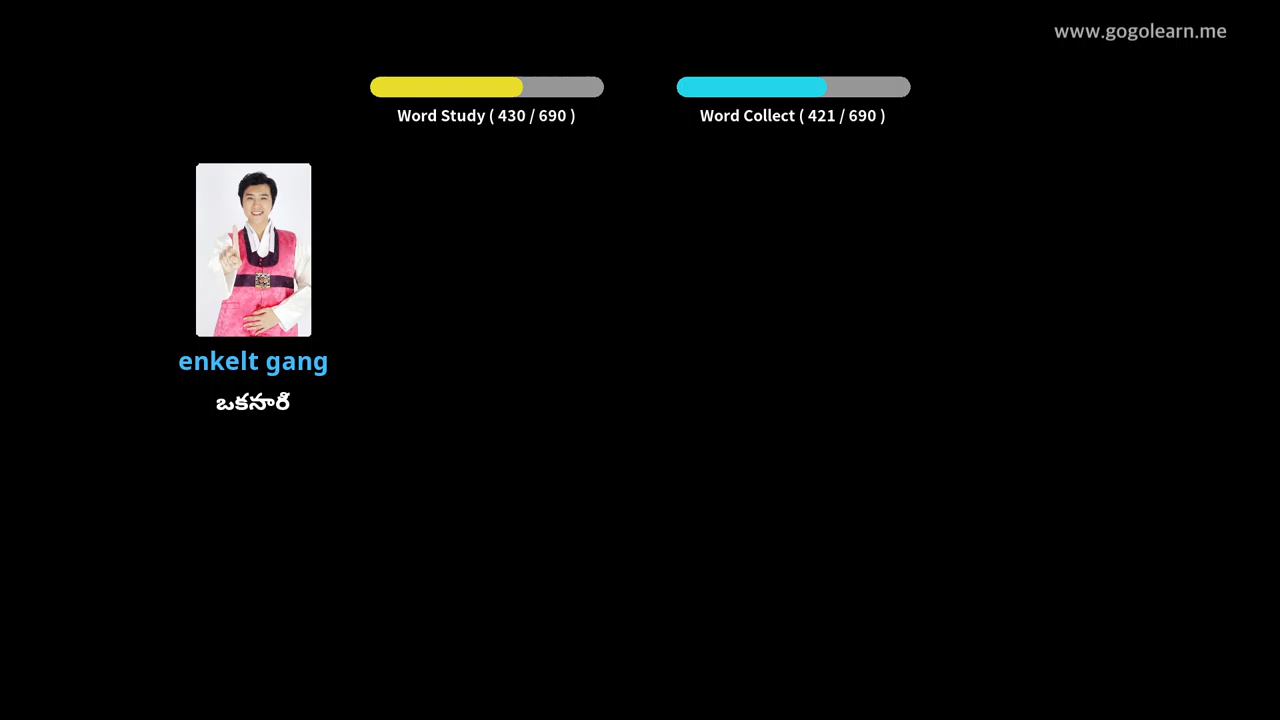 www.gogolearn.me
Word Study ( 430 / 690 )
Word Collect ( 421 / 690 )
enkelt gang
ఒకసారి